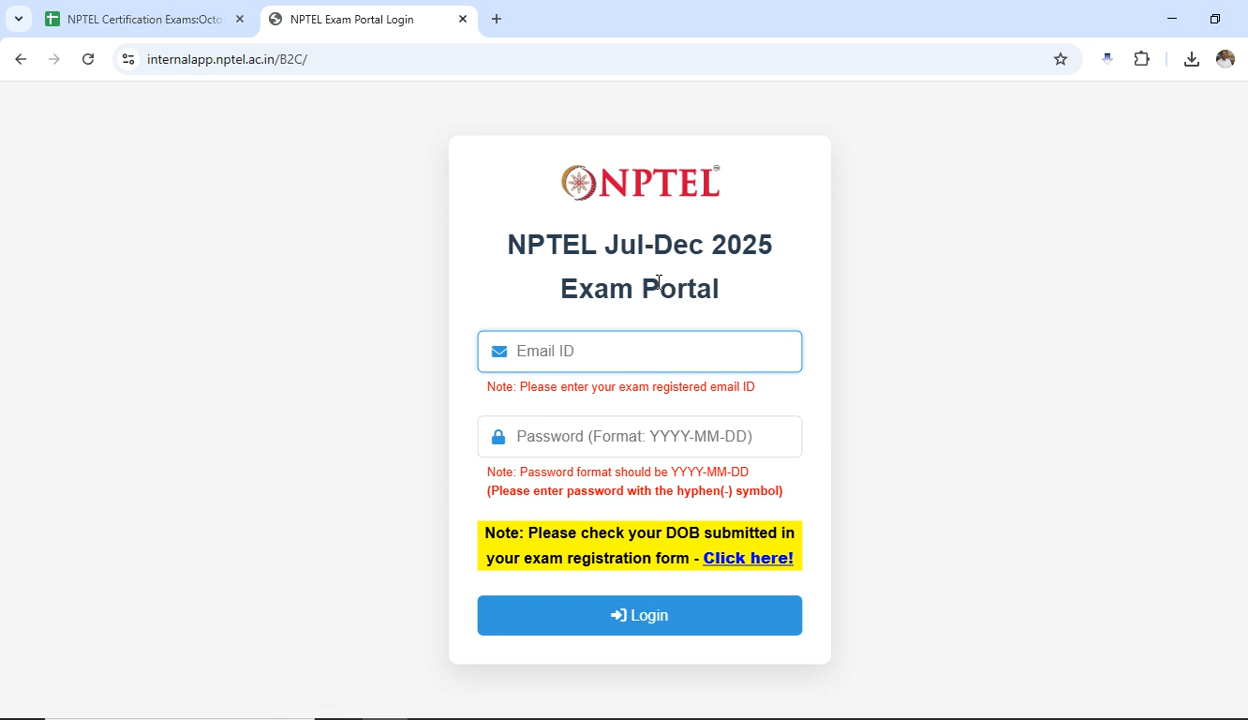 NPTEL Certification Exams:Octo
NPTEL Exam Portal Login
internalapp.nptel.ac.in/B2C/
NPTEL
NPTEL Jul-Dec 2025
Exam Portal
Email ID
Note: Please enter your exam registered email ID
Password (Format: YYYY-MM-DD)
Note: Password format should be YYYY-MM-DD
(Please enter password with the hyphen(-) symbol)
Note: Please check your DOB submitted in
your exam registration form - Click here!
Login